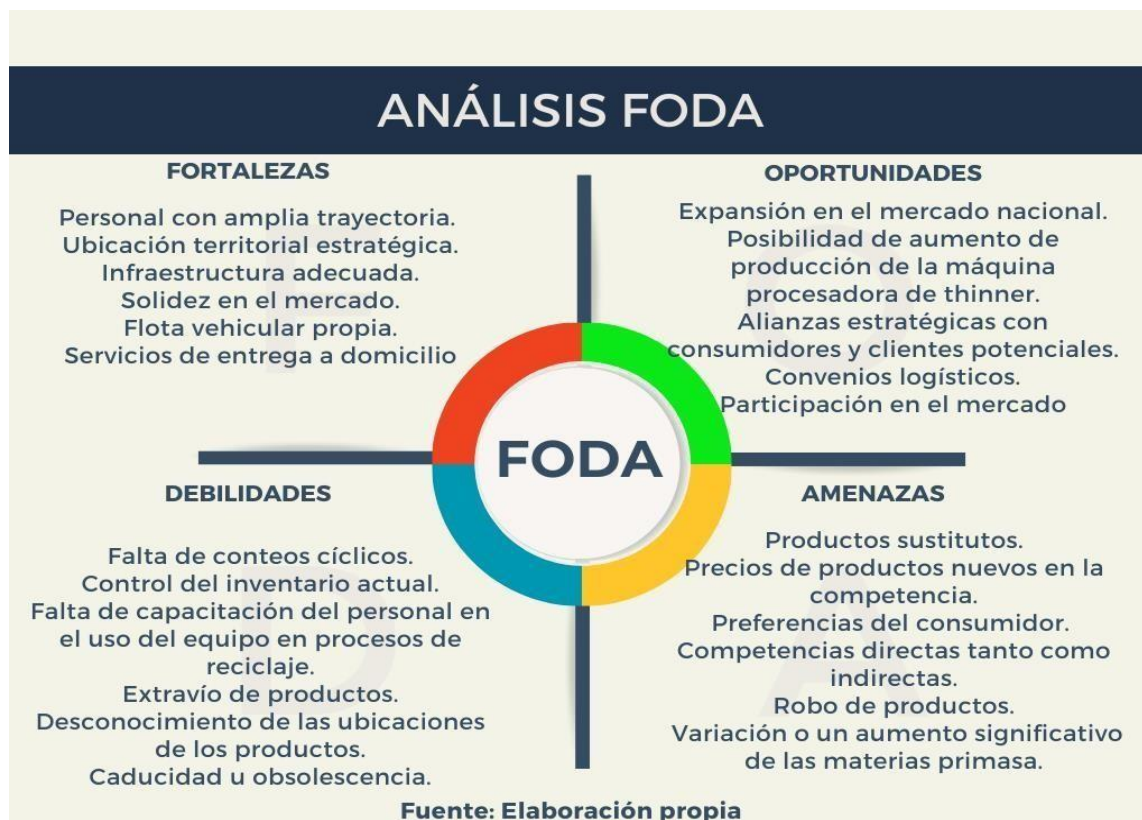 ANÁLISIS FODA
FORTALEZAS
Personal con amplia trayectoria.
Ubicación territorial estratégica.
Infraestructura adecuada.
Solidez en el mercado.
Flota vehicular propia.
Servicios de entrega a domicilio
OPORTUNIDADES
Expansión en el mercado nacional.
Posibilidad de aumento de
producción de la máquina
procesadora de thinner.
Alianzas estratégicas con
consumidores y clientes potenciales.
Convenios logísticos.
Participación en el mercado
FODA
DEBILIDADES
Falta de conteos cíclicos.
Control del inventario actual.
Falta de capacitación del personal en
el uso del equipo en procesos de
reciclaje.
Extravío de productos.
Desconocimiento de las ubicaciones
de los productos.
Caducidad u obsolescencia.
AMENAZAS
Productos sustitutos.
Precios de productos nuevos en la
competencia.
Preferencias del consumidor.
Competencias directas tanto como
indirectas.
Robo de productos.
Variación o un aumento significativo
de las materias primasa.
Fuente: Elaboración propia
F
O
D
A